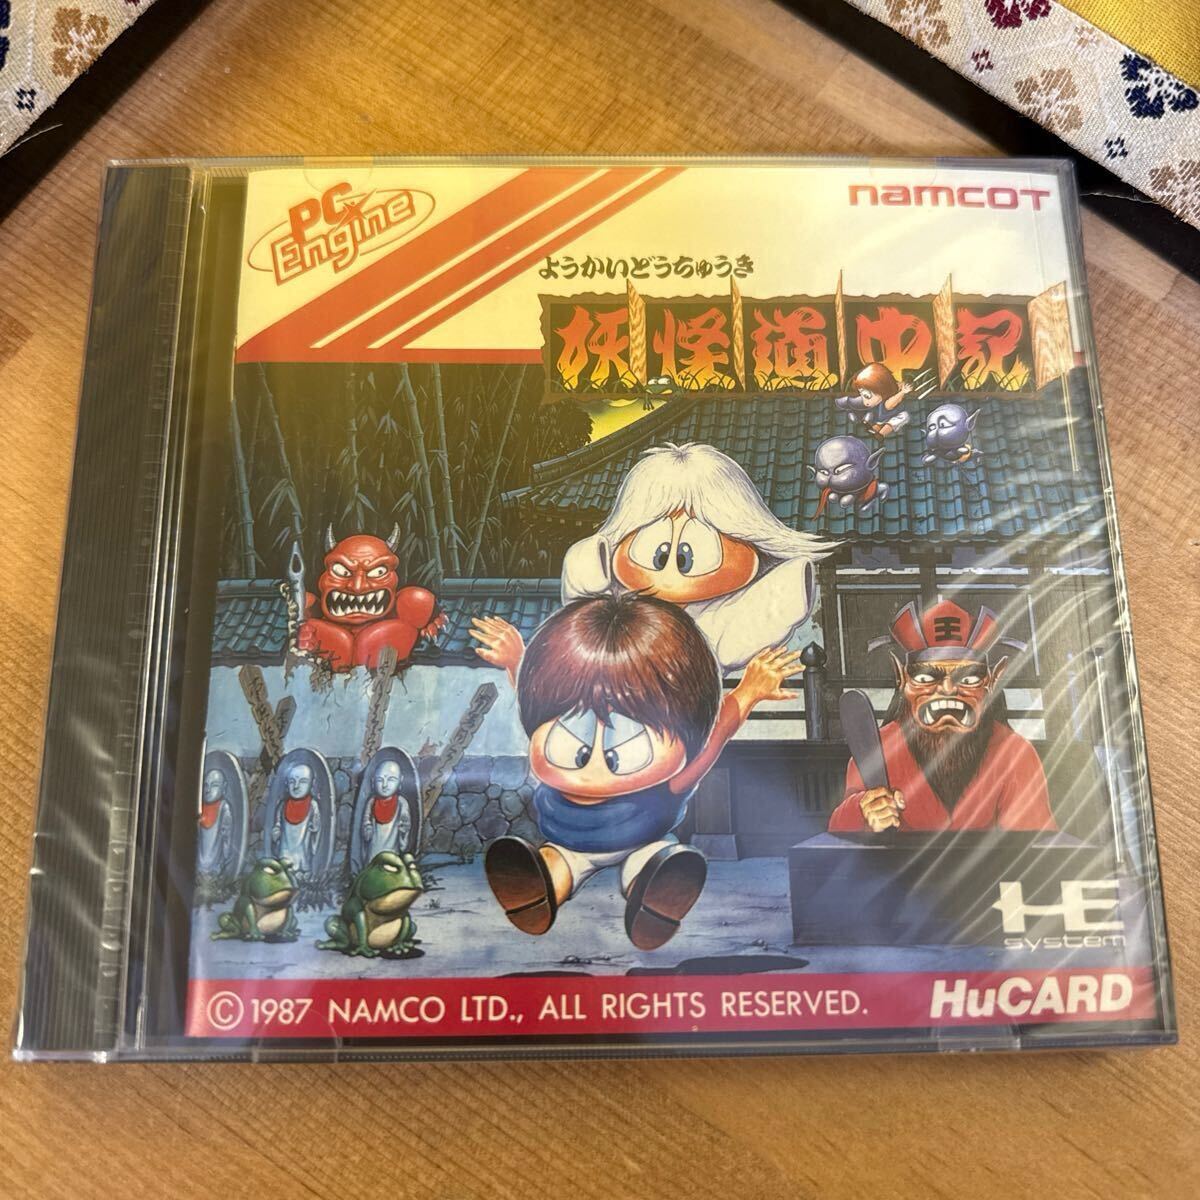 PC Engine
namcoT
ようかいどうちゅうき
妖怪道中記
王
HE
system
© 1987 NAMCO LTD., ALL RIGHTS RESERVED.
HuCARD